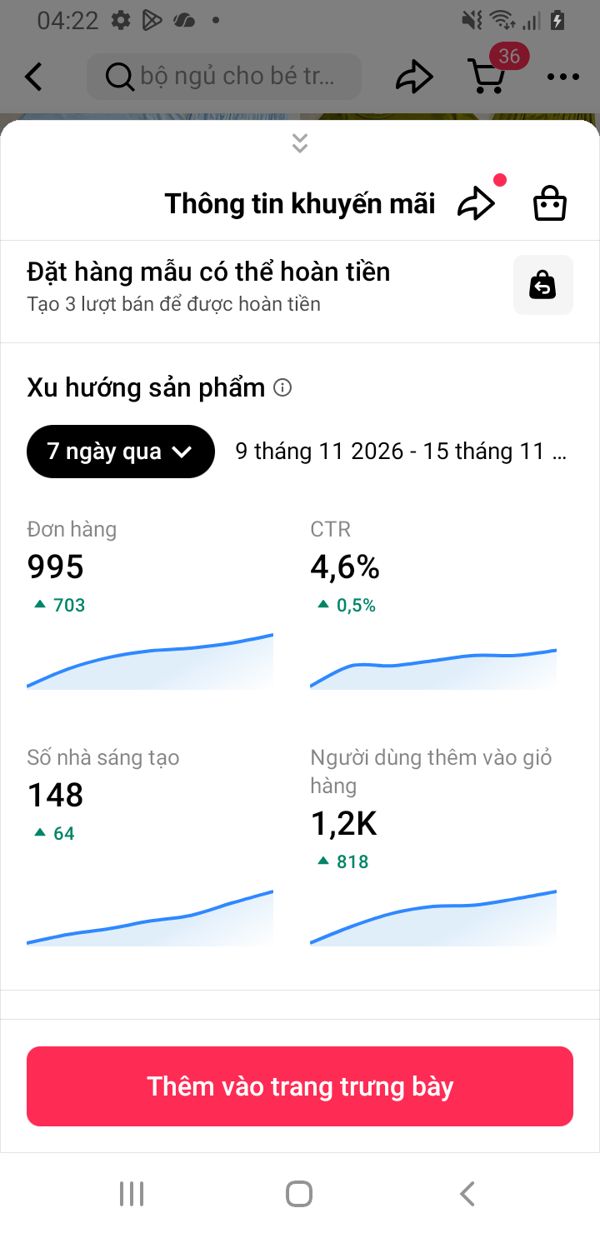 04:22
bộ ngủ cho bé tr...
36
Thông tin khuyến mãi
Đặt hàng mẫu có thể hoàn tiền
Tạo 3 lượt bán để được hoàn tiền
Xu hướng sản phẩm
7 ngày qua
9 tháng 11 2026 - 15 tháng 11 ...
Đơn hàng
995
703
CTR
4,6%
0,5%
Số nhà sáng tạo
148
64
Người dùng thêm vào giỏ
hàng
1,2K
818
Thêm vào trang trưng bày